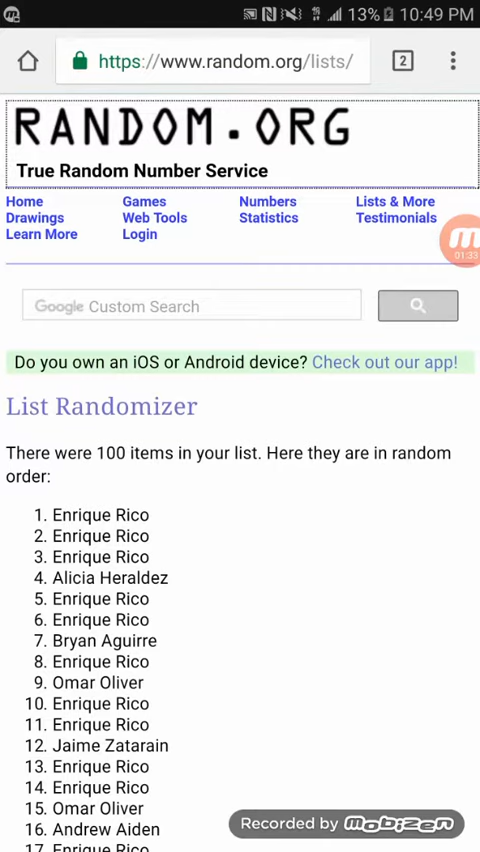 13% 10:49 PM
https://www.random.org/lists/
2
RANDOM.ORG
True Random Number Service
Home Games Numbers Lists & More
Drawings Web Tools Statistics Testimonials
Learn More Login
01:33
Google Custom Search
Do you own an iOS or Android device? Check out our app!
List Randomizer
There were 100 items in your list. Here they are in random
order:
1. Enrique Rico
2. Enrique Rico
3. Enrique Rico
4. Alicia Heraldez
5. Enrique Rico
6. Enrique Rico
7. Bryan Aguirre
8. Enrique Rico
9. Omar Oliver
10. Enrique Rico
11. Enrique Rico
12. Jaime Zatarain
13. Enrique Rico
14. Enrique Rico
15. Omar Oliver
16. Andrew Aiden
17. Enrique Rico
Recorded by mobizen